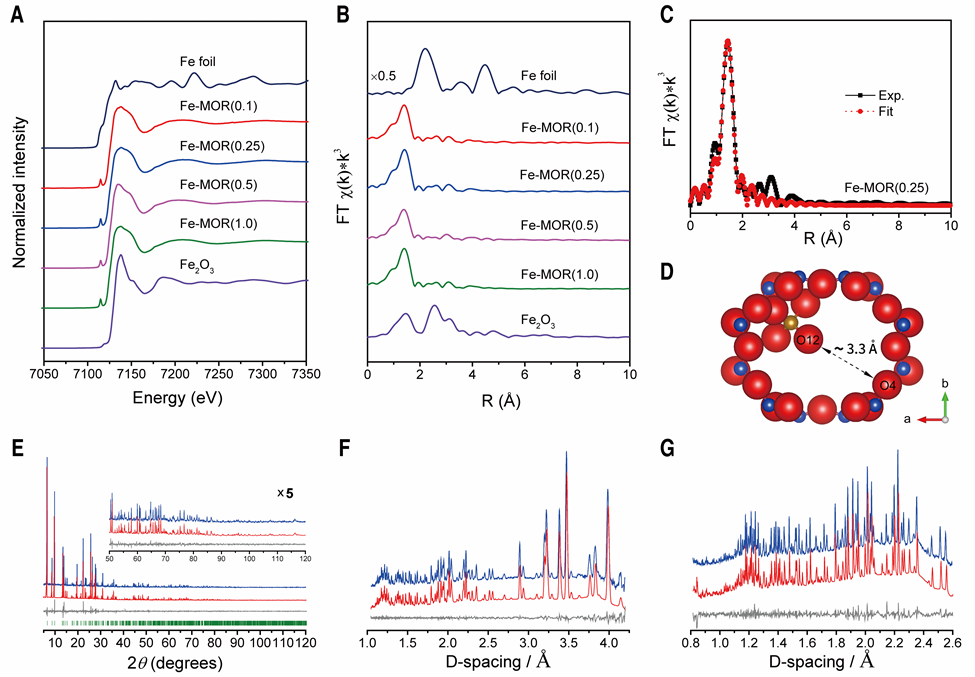 A
Normalized intensity
Fe foil
Fe-MOR(0.1)
Fe-MOR(0.25)
Fe-MOR(0.5)
Fe-MOR(1.0)
Fe2O3
7050 7100 7150 7200 7250 7300 7350
Energy (eV)
B
FT χ(k)*k3
×0.5
Fe foil
Fe-MOR(0.1)
Fe-MOR(0.25)
Fe-MOR(0.5)
Fe-MOR(1.0)
Fe2O3
0 2 4 6 8 10
R (Å)
C
FT χ(k)*k3
Exp.
Fit
Fe-MOR(0.25)
0 2 4 6 8 10
R (Å)
D
O12
~ 3.3 Å
O4
b
a
E
×5
50 60 70 80 90 100 110 120
10 20 30 40 50 60 70 80 90 100 110 120
2θ (degrees)
F
1.0 1.5 2.0 2.5 3.0 3.5 4.0
D-spacing / Å
G
0.8 1.0 1.2 1.4 1.6 1.8 2.0 2.2 2.4 2.6
D-spacing / Å